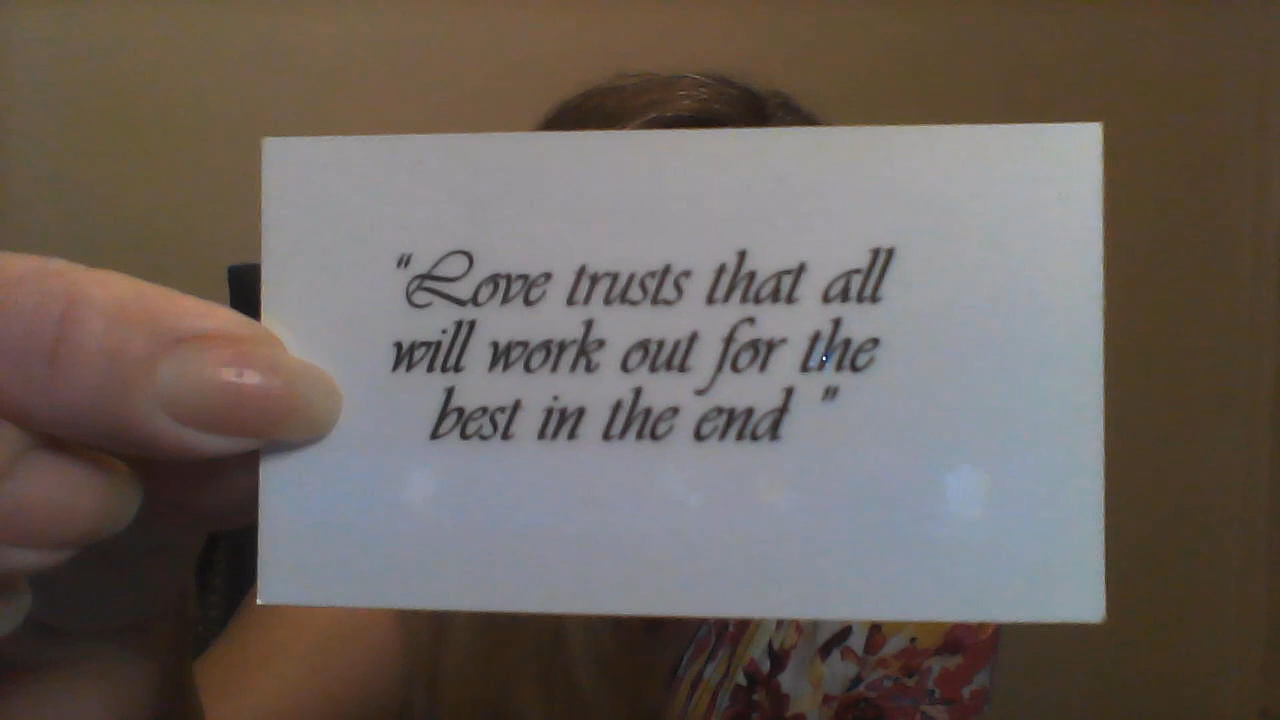 "Love trusts that all
will work out for the
best in the end "